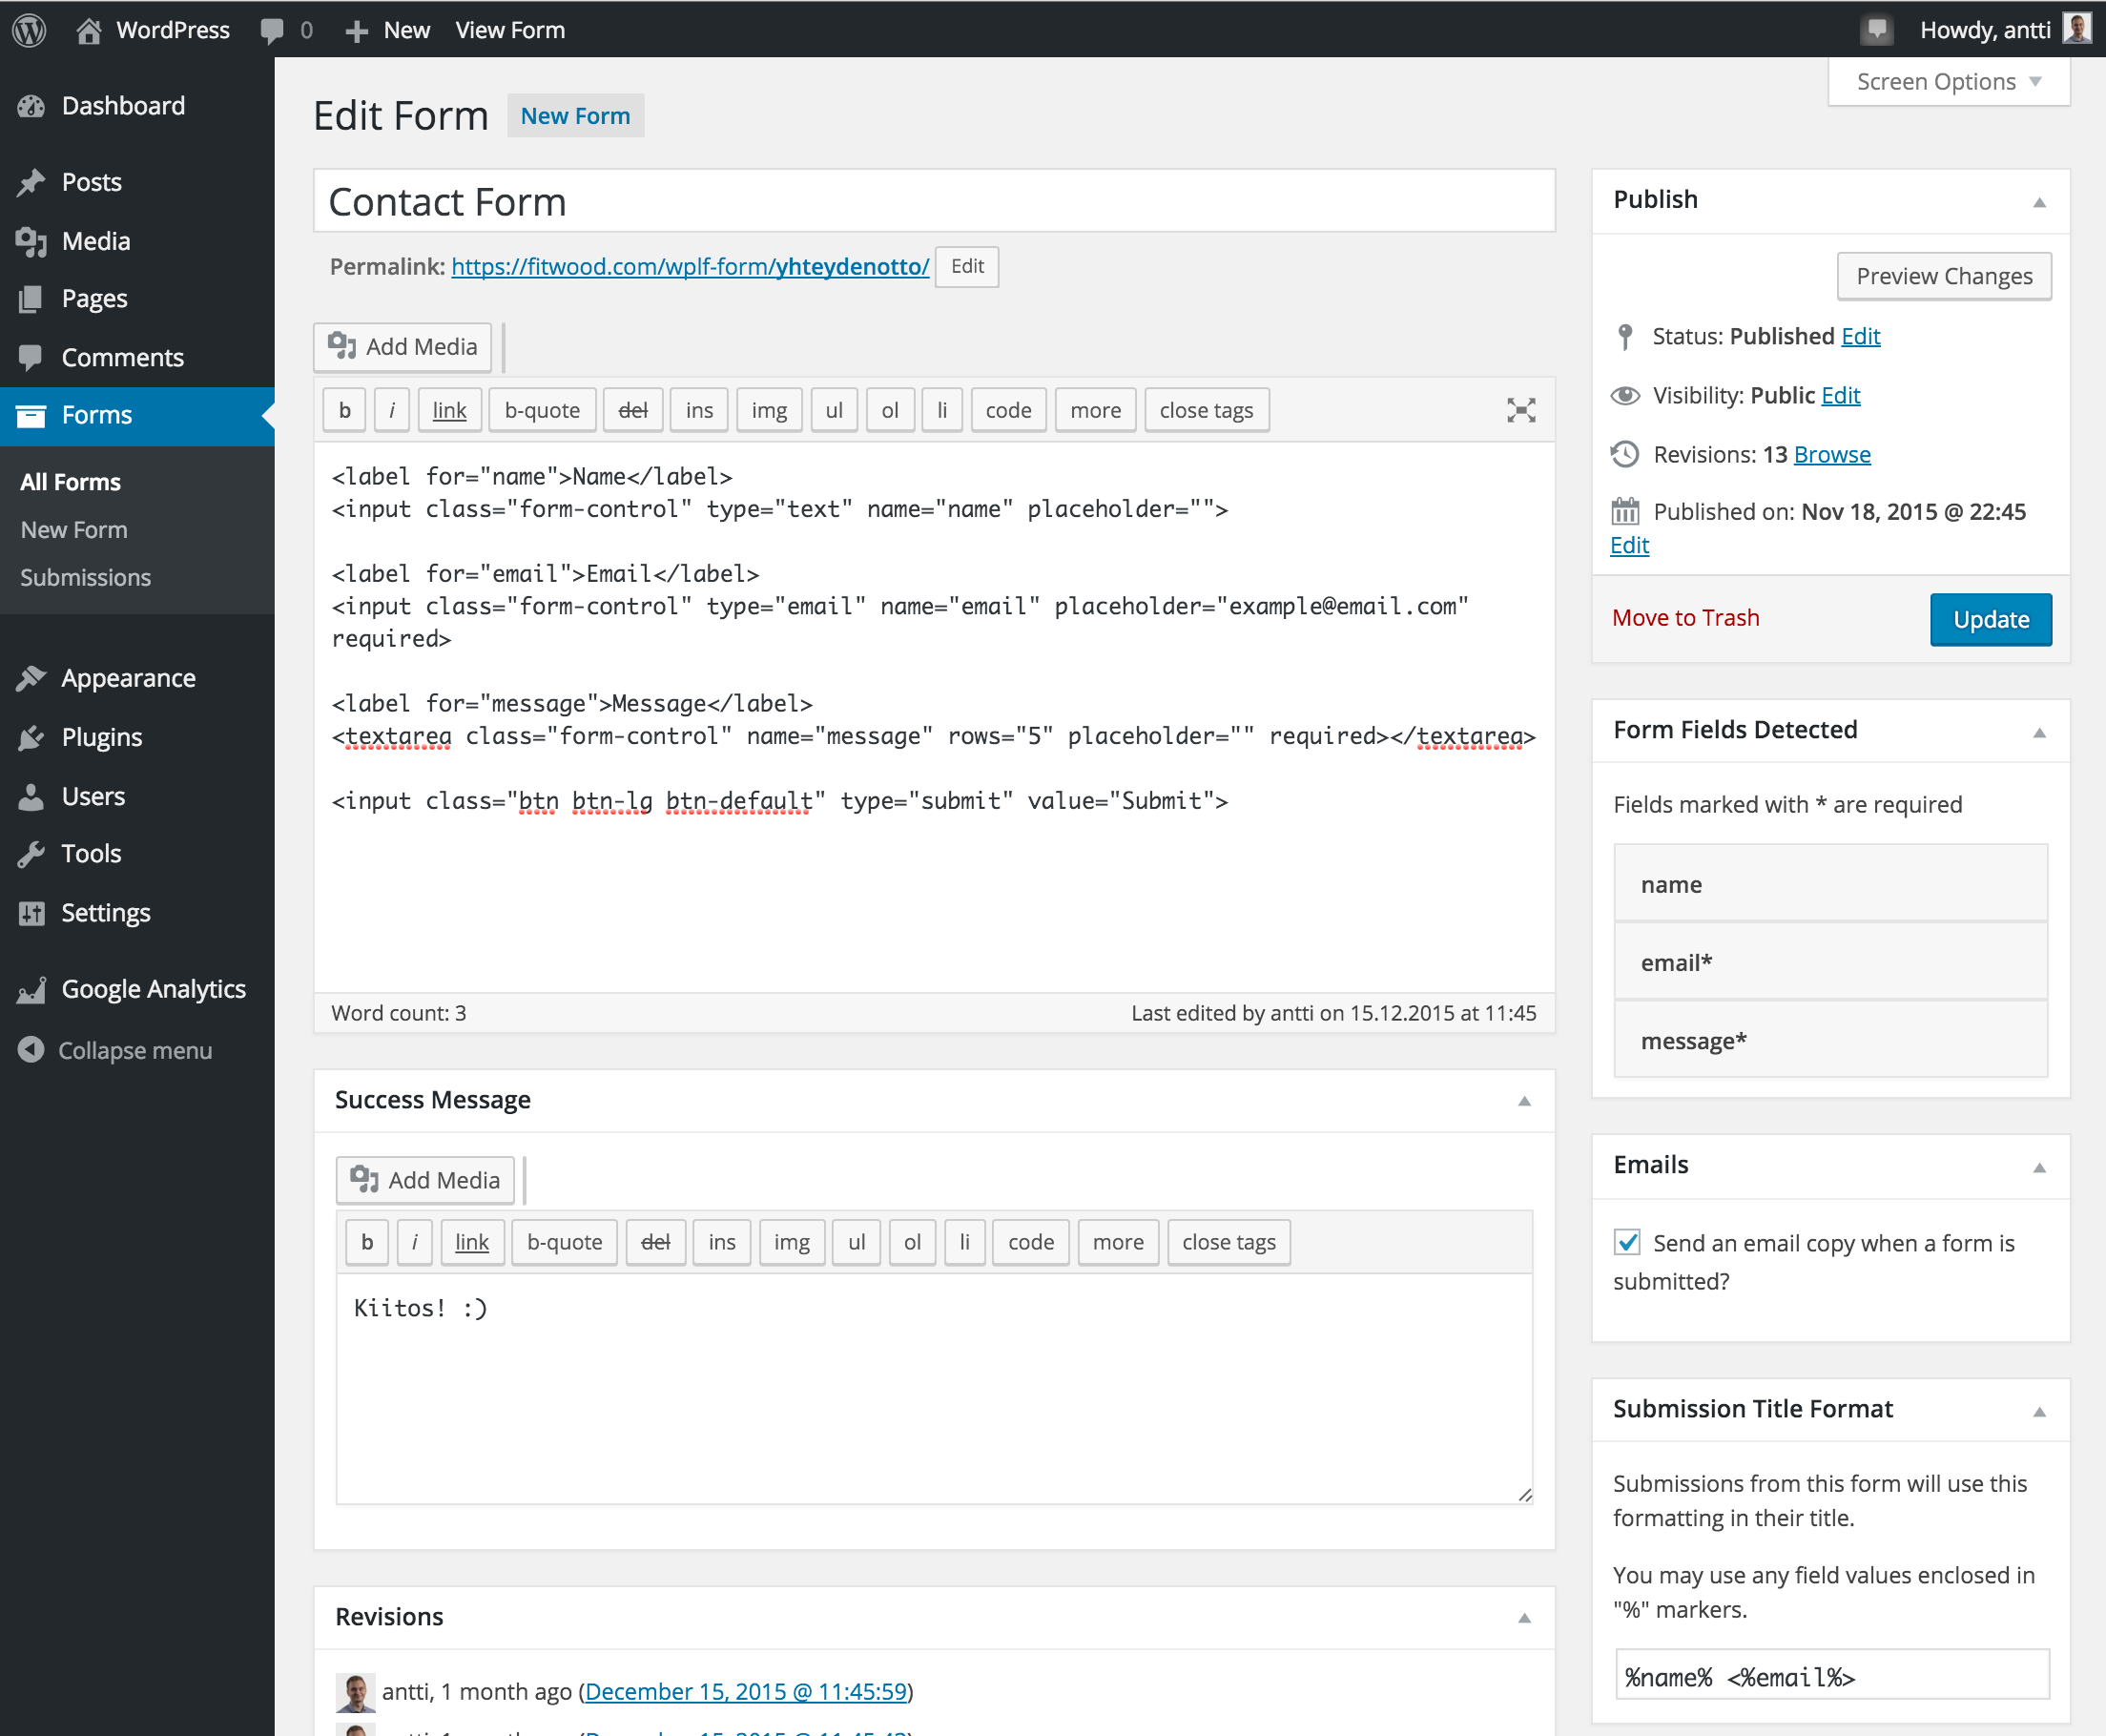 WordPress 0 New View Form Howdy, antti
Screen Options
Dashboard
Posts
Media
Pages
Comments
Forms
All Forms
New Form
Submissions
Appearance
Plugins
Users
Tools
Settings
Google Analytics
Collapse menu
Edit Form New Form
Contact Form
Permalink: https://fitwood.com/wplf-form/yhteydenotto/ Edit
Add Media
b i link b-quote del ins img ul ol li code more close tags
<label for="name">Name</label>
<input class="form-control" type="text" name="name" placeholder="">
<label for="email">Email</label>
<input class="form-control" type="email" name="email" placeholder="example@email.com"
required>
<label for="message">Message</label>
<textarea class="form-control" name="message" rows="5" placeholder="" required></textarea>
<input class="btn btn-lg btn-default" type="submit" value="Submit">
Word count: 3 Last edited by antti on 15.12.2015 at 11:45
Success Message
Add Media
b i link b-quote del ins img ul ol li code more close tags
Kiitos! :)
Revisions
antti, 1 month ago (December 15, 2015 @ 11:45:59)
Publish
Preview Changes
Status: Published Edit
Visibility: Public Edit
Revisions: 13 Browse
Published on: Nov 18, 2015 @ 22:45
Edit
Move to Trash Update
Form Fields Detected
Fields marked with * are required
name
email*
message*
Emails
Send an email copy when a form is
submitted?
Submission Title Format
Submissions from this form will use this
formatting in their title.
You may use any field values enclosed in
"%" markers.
%name% <%email%>